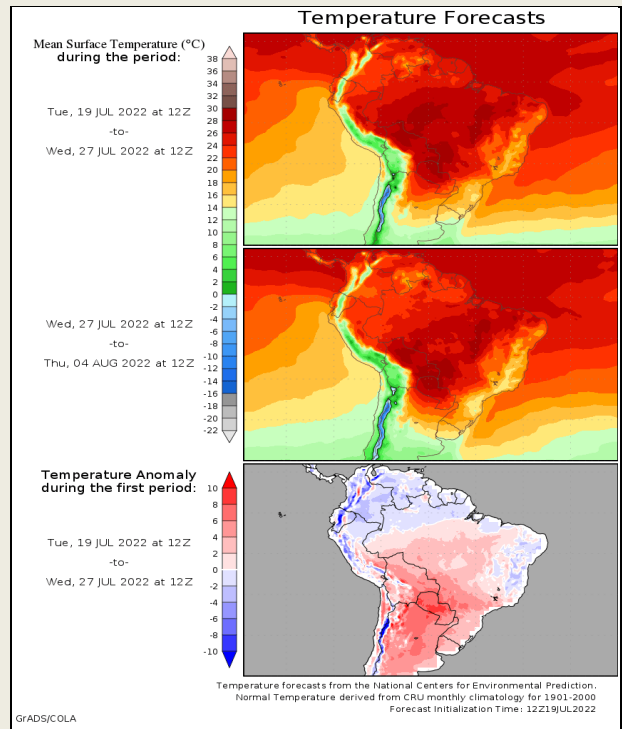 Temperature Forecasts
Mean Surface Temperature (°C)
during the period:
Tue, 19 JUL 2022 at 12Z
-to-
Wed, 27 JUL 2022 at 12Z
38
36
34
32
30
28
26
24
22
20
18
16
14
12
10
8
6
4
2
0
-2
-4
-6
-8
-10
-12
-14
-16
-18
-20
-22
Wed, 27 JUL 2022 at 12Z
-to-
Thu, 04 AUG 2022 at 12Z
Temperature Anomaly
during the first period:
Tue, 19 JUL 2022 at 12Z
-to-
Wed, 27 JUL 2022 at 12Z
10
8
6
4
2
0
-2
-4
-6
-8
-10
Temperature forecasts from the National Centers for Environmental Prediction.
Normal Temperature derived from CRU monthly climatology for 1901-2000
Forecast Initialization Time: 12Z19JUL2022
GrADS/COLA